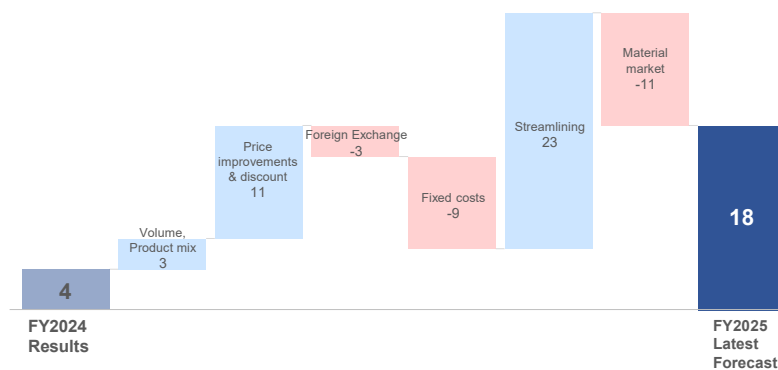 4
FY2024
Results
Volume,
Product mix
3
Price
improvements
& discount
11
Foreign Exchange
-3
Fixed costs
-9
Streamlining
23
Material
market
-11
18
FY2025
Latest
Forecast